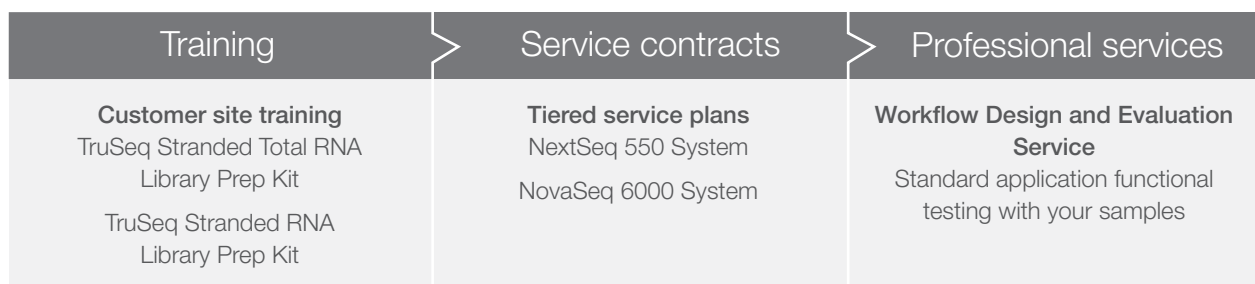 Training
Service contracts
Professional services
Customer site training
TruSeq Stranded Total RNA
Library Prep Kit
TruSeq Stranded RNA
Library Prep Kit
Tiered service plans
NextSeq 550 System
NovaSeq 6000 System
Workflow Design and Evaluation
Service
Standard application functional
testing with your samples